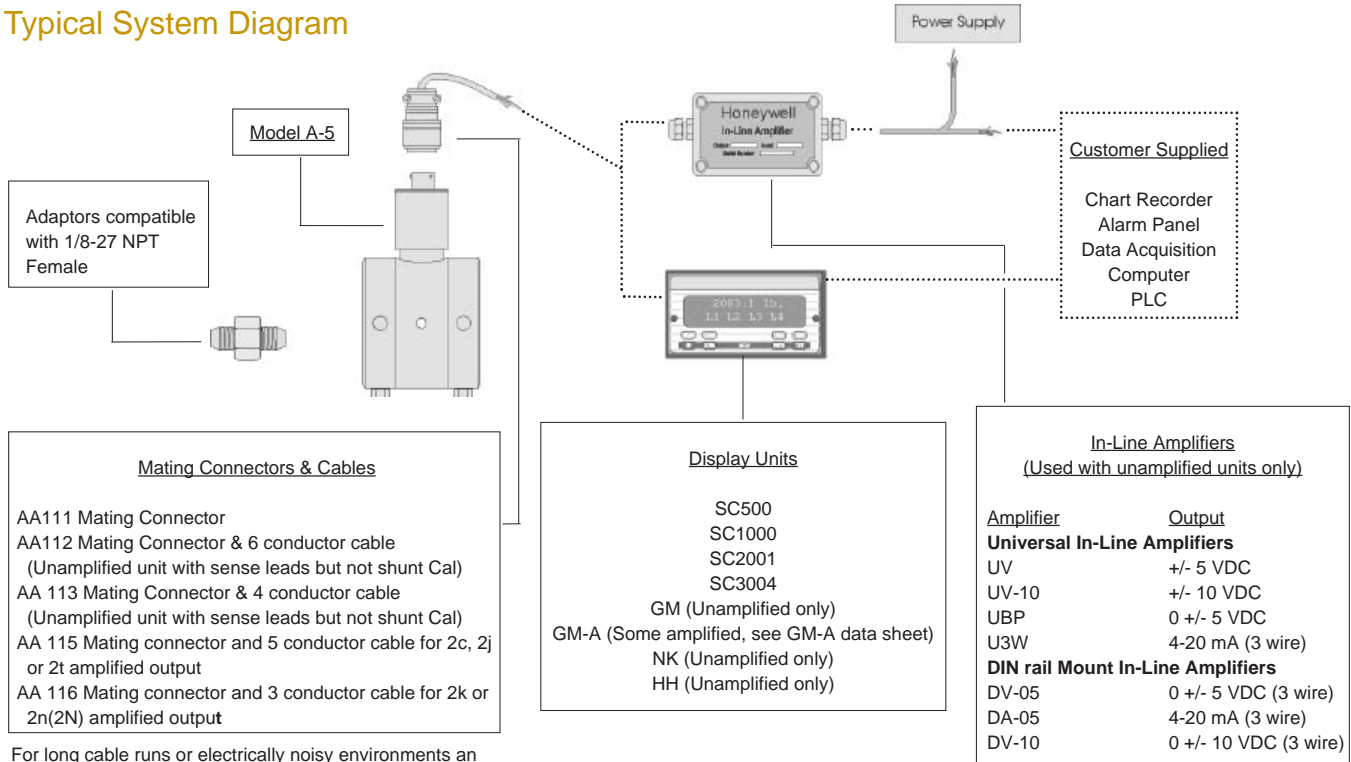 Typical System Diagram
Power Supply
Model A-5
Honeywell
In-Line Amplifier
Customer Supplied
Chart Recorder
Alarm Panel
Data Acquisition
Computer
PLC
Adaptors compatible
with 1/8-27 NPT
Female
2003.1 lb.
L1 L2 L3 L4
Mating Connectors & Cables
AA111 Mating Connector
AA112 Mating Connector & 6 conductor cable
(Unamplified unit with sense leads but not shunt Cal)
AA 113 Mating Connector & 4 conductor cable
(Unamplified unit with sense leads but not shunt Cal)
AA 115 Mating connector and 5 conductor cable for 2c, 2j
or 2t amplified output
AA 116 Mating connector and 3 conductor cable for 2k or
2n(2N) amplified output
For long cable runs or electrically noisy environments an
Display Units
SC500
SC1000
SC2001
SC3004
GM (Unamplified only)
GM-A (Some amplified, see GM-A data sheet)
NK (Unamplified only)
HH (Unamplified only)
In-Line Amplifiers
(Used with unamplified units only)
Amplifier Output
Universal In-Line Amplifiers
UV +/- 5 VDC
UV-10 +/- 10 VDC
UBP 0 +/- 5 VDC
U3W 4-20 mA (3 wire)
DIN rail Mount In-Line Amplifiers
DV-05 0 +/- 5 VDC (3 wire)
DA-05 4-20 mA (3 wire)
DV-10 0 +/- 10 VDC (3 wire)